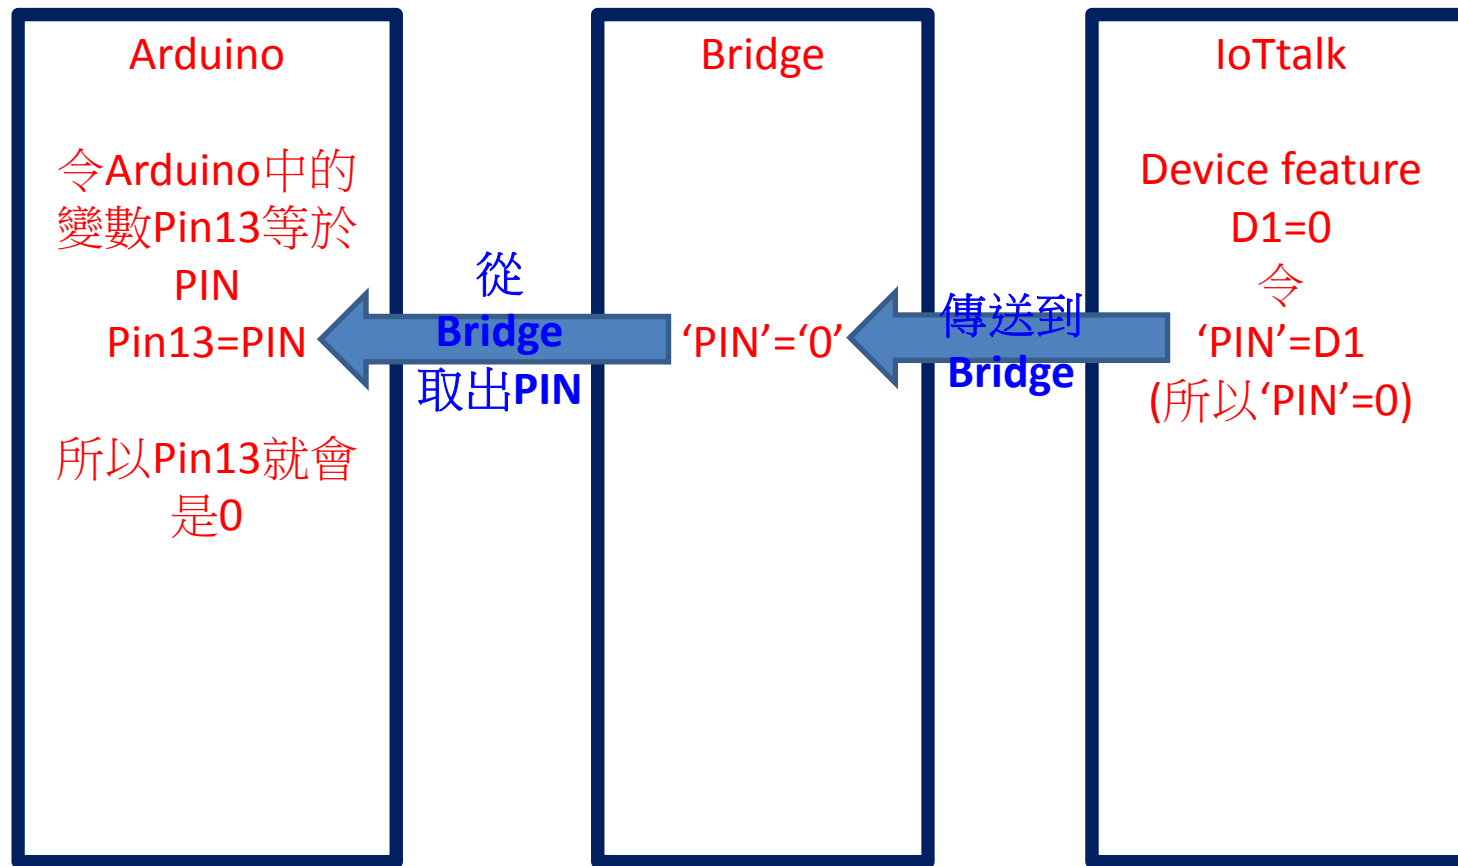 Arduino
令Arduino中的
變數Pin13等於
PIN
Pin13=PIN
所以Pin13就會
是0
從
Bridge
取出PIN
Bridge
‘PIN’=‘0’
傳送到
Bridge
IoTtalk
Device feature
D1=0
令
‘PIN’=D1
(所以‘PIN’=0)